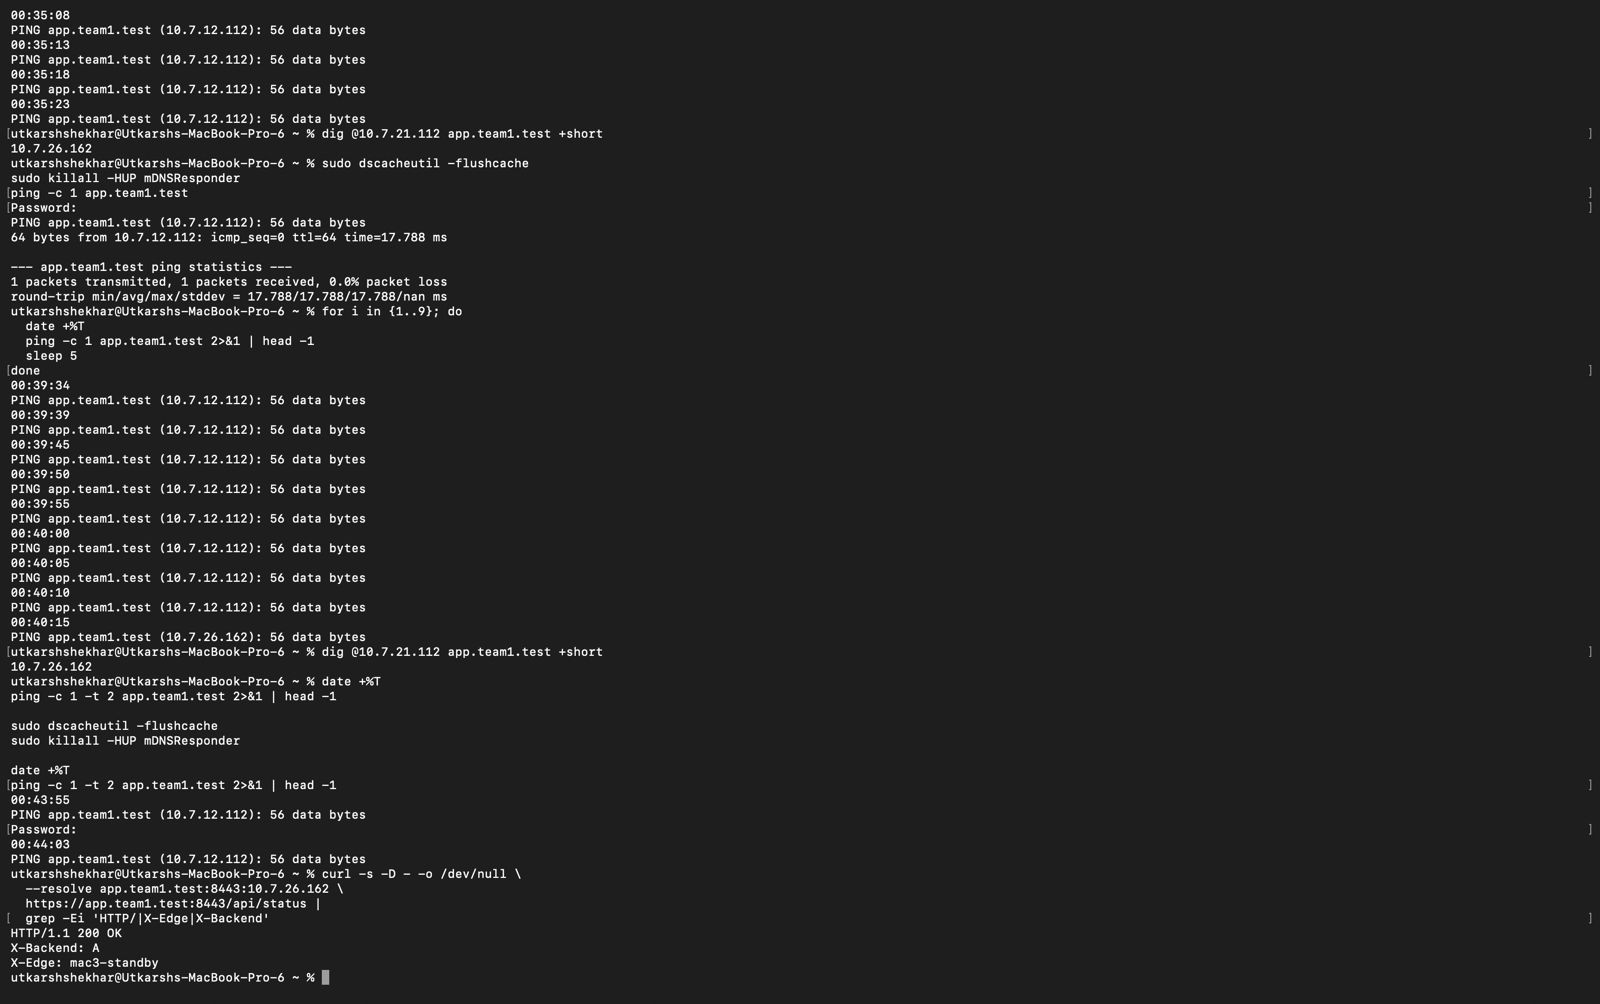 00:35:08
PING app.team1.test (10.7.12.112): 56 data bytes
00:35:13
PING app.team1.test (10.7.12.112): 56 data bytes
00:35:18
PING app.team1.test (10.7.12.112): 56 data bytes
00:35:23
PING app.team1.test (10.7.12.112): 56 data bytes
[utkarshshekhar@Utkarshs-MacBook-Pro-6 ~ % dig @10.7.21.112 app.team1.test +short ]
10.7.26.162
utkarshshekhar@Utkarshs-MacBook-Pro-6 ~ % sudo dscacheutil -flushcache
sudo killall -HUP mDNSResponder
[ping -c 1 app.team1.test ]
[Password: ]
PING app.team1.test (10.7.12.112): 56 data bytes
64 bytes from 10.7.12.112: icmp_seq=0 ttl=64 time=17.788 ms

--- app.team1.test ping statistics ---
1 packets transmitted, 1 packets received, 0.0% packet loss
round-trip min/avg/max/stddev = 17.788/17.788/17.788/nan ms
utkarshshekhar@Utkarshs-MacBook-Pro-6 ~ % for i in {1..9}; do
  date +%T
  ping -c 1 app.team1.test 2>&1 | head -1
  sleep 5
[done ]
00:39:34
PING app.team1.test (10.7.12.112): 56 data bytes
00:39:39
PING app.team1.test (10.7.12.112): 56 data bytes
00:39:45
PING app.team1.test (10.7.12.112): 56 data bytes
00:39:50
PING app.team1.test (10.7.12.112): 56 data bytes
00:39:55
PING app.team1.test (10.7.12.112): 56 data bytes
00:40:00
PING app.team1.test (10.7.12.112): 56 data bytes
00:40:05
PING app.team1.test (10.7.12.112): 56 data bytes
00:40:10
PING app.team1.test (10.7.12.112): 56 data bytes
00:40:15
PING app.team1.test (10.7.26.162): 56 data bytes
[utkarshshekhar@Utkarshs-MacBook-Pro-6 ~ % dig @10.7.21.112 app.team1.test +short ]
10.7.26.162
utkarshshekhar@Utkarshs-MacBook-Pro-6 ~ % date +%T
ping -c 1 -t 2 app.team1.test 2>&1 | head -1

sudo dscacheutil -flushcache
sudo killall -HUP mDNSResponder

date +%T
[ping -c 1 -t 2 app.team1.test 2>&1 | head -1 ]
00:43:55
PING app.team1.test (10.7.12.112): 56 data bytes
[Password: ]
00:44:03
PING app.team1.test (10.7.12.112): 56 data bytes
utkarshshekhar@Utkarshs-MacBook-Pro-6 ~ % curl -s -D - -o /dev/null \
  --resolve app.team1.test:8443:10.7.26.162 \
  https://app.team1.test:8443/api/status |
[  grep -Ei 'HTTP/|X-Edge|X-Backend' ]
HTTP/1.1 200 OK
X-Backend: A
X-Edge: mac3-standby
utkarshshekhar@Utkarshs-MacBook-Pro-6 ~ %